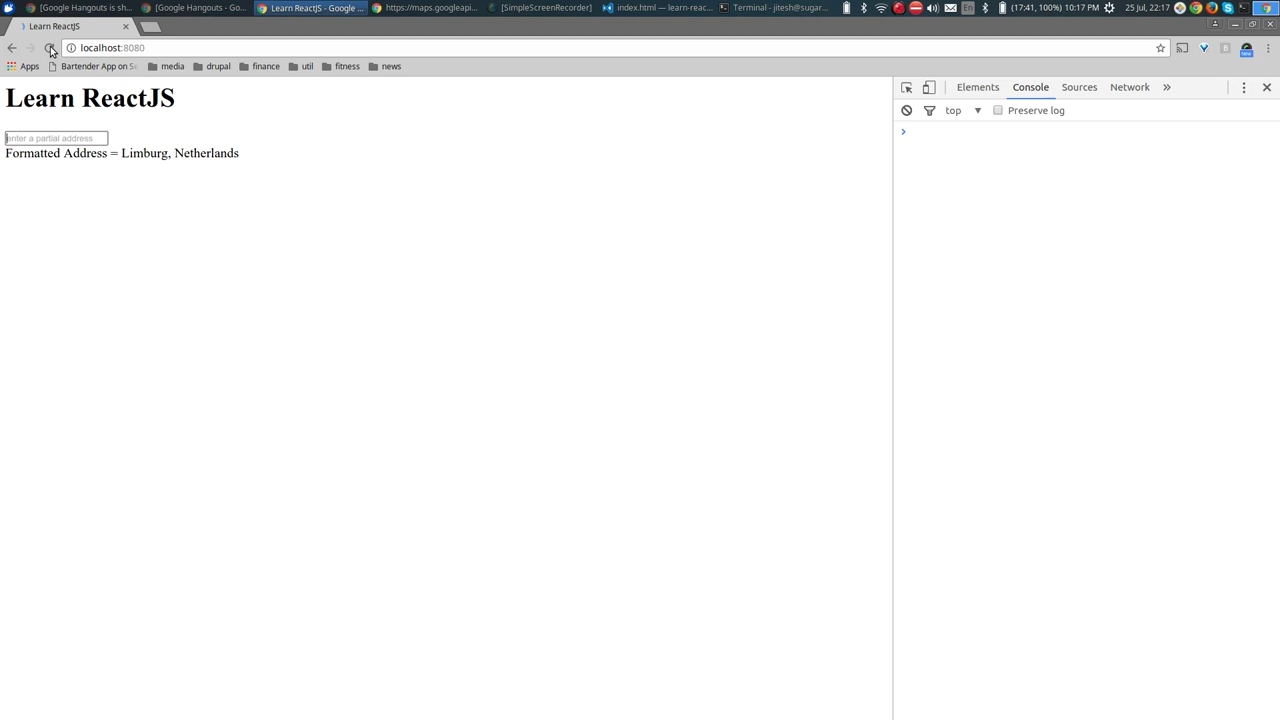 [Google Hangouts is sh...
[Google Hangouts - Go...
Learn ReactJS - Google ...
https://maps.googleapi...
[SimpleScreenRecorder]
index.html — learn-reac...
Terminal - jitesh@sugar...
En
(17:41, 100%) 10:17 PM
25 Jul, 22:17
Learn ReactJS
localhost:8080
Apps
Bartender App on Se
media
drupal
finance
util
fitness
news
Learn ReactJS
enter a partial address
Formatted Address = Limburg, Netherlands
Elements
Console
Sources
Network
»
top
Preserve log